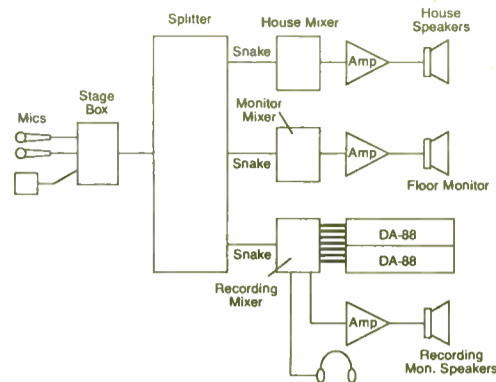 Splitter
House Mixer
House
Speakers
Snake
Amp
Stage
Box
Mics
Monitor
Mixer
Snake
Amp
Floor Monitor
Snake
Recording
Mixer
DA-88
DA-88
Amp
Recording
Mon. Speakers